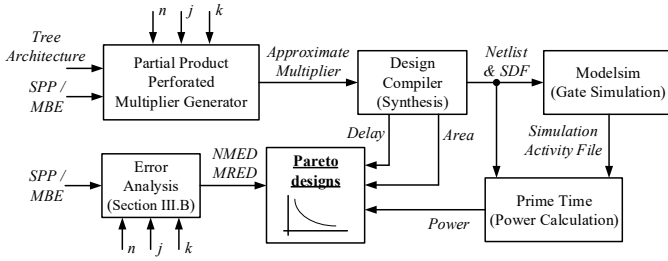 n j k
Tree
Architecture
SPP /
MBE
Partial Product
Perforated
Multiplier Generator
Approximate
Multiplier
Design
Compiler
(Synthesis)
Netlist
& SDF
Modelsim
(Gate Simulation)
Delay
Area
Simulation
Activity File
SPP /
MBE
Error
Analysis
(Section III.B)
n j k
NMED
MRED
Pareto
designs
Power
Prime Time
(Power Calculation)